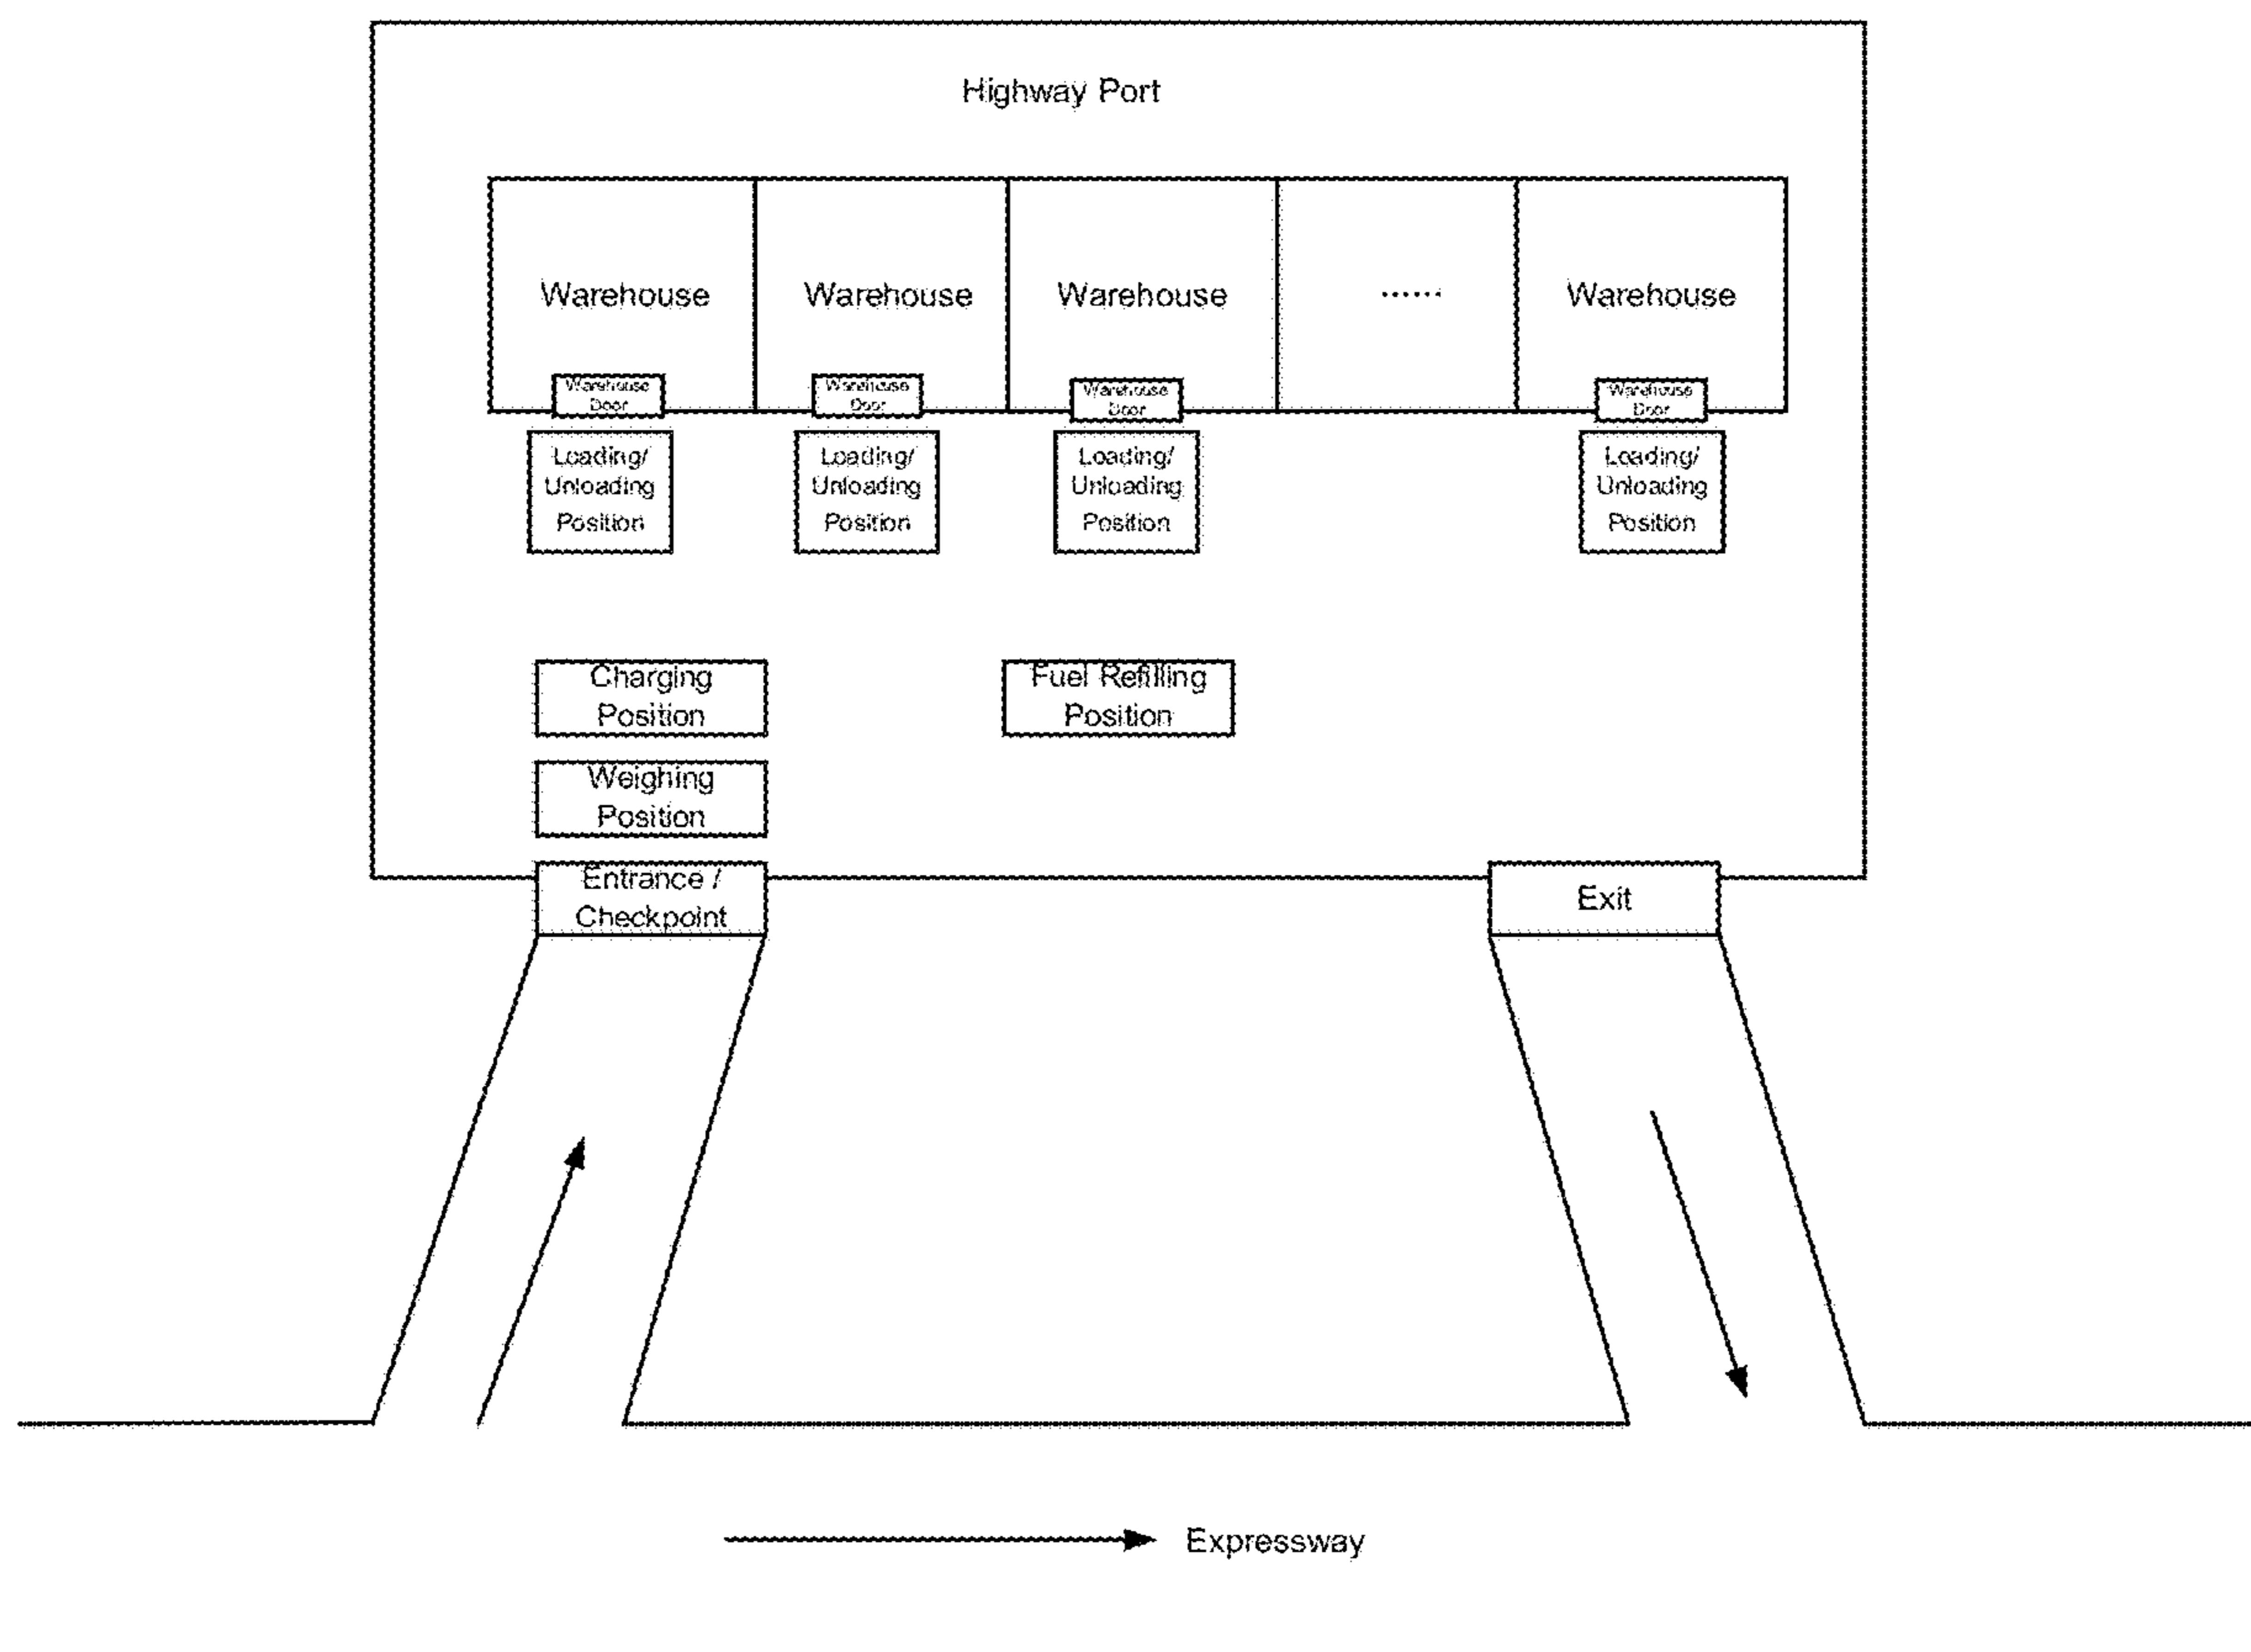 Highway Port
Warehouse
Warehouse
Warehouse
......
Warehouse
Warehouse
Door
Warehouse
Door
Warehouse
Door
Warehouse
Door
Loading/
Unloading
Position
Loading/
Unloading
Position
Loading/
Unloading
Position
Loading/
Unloading
Position
Charging
Position
Fuel Refilling
Position
Weighing
Position
Entrance /
Checkpoint
Exit
Expressway